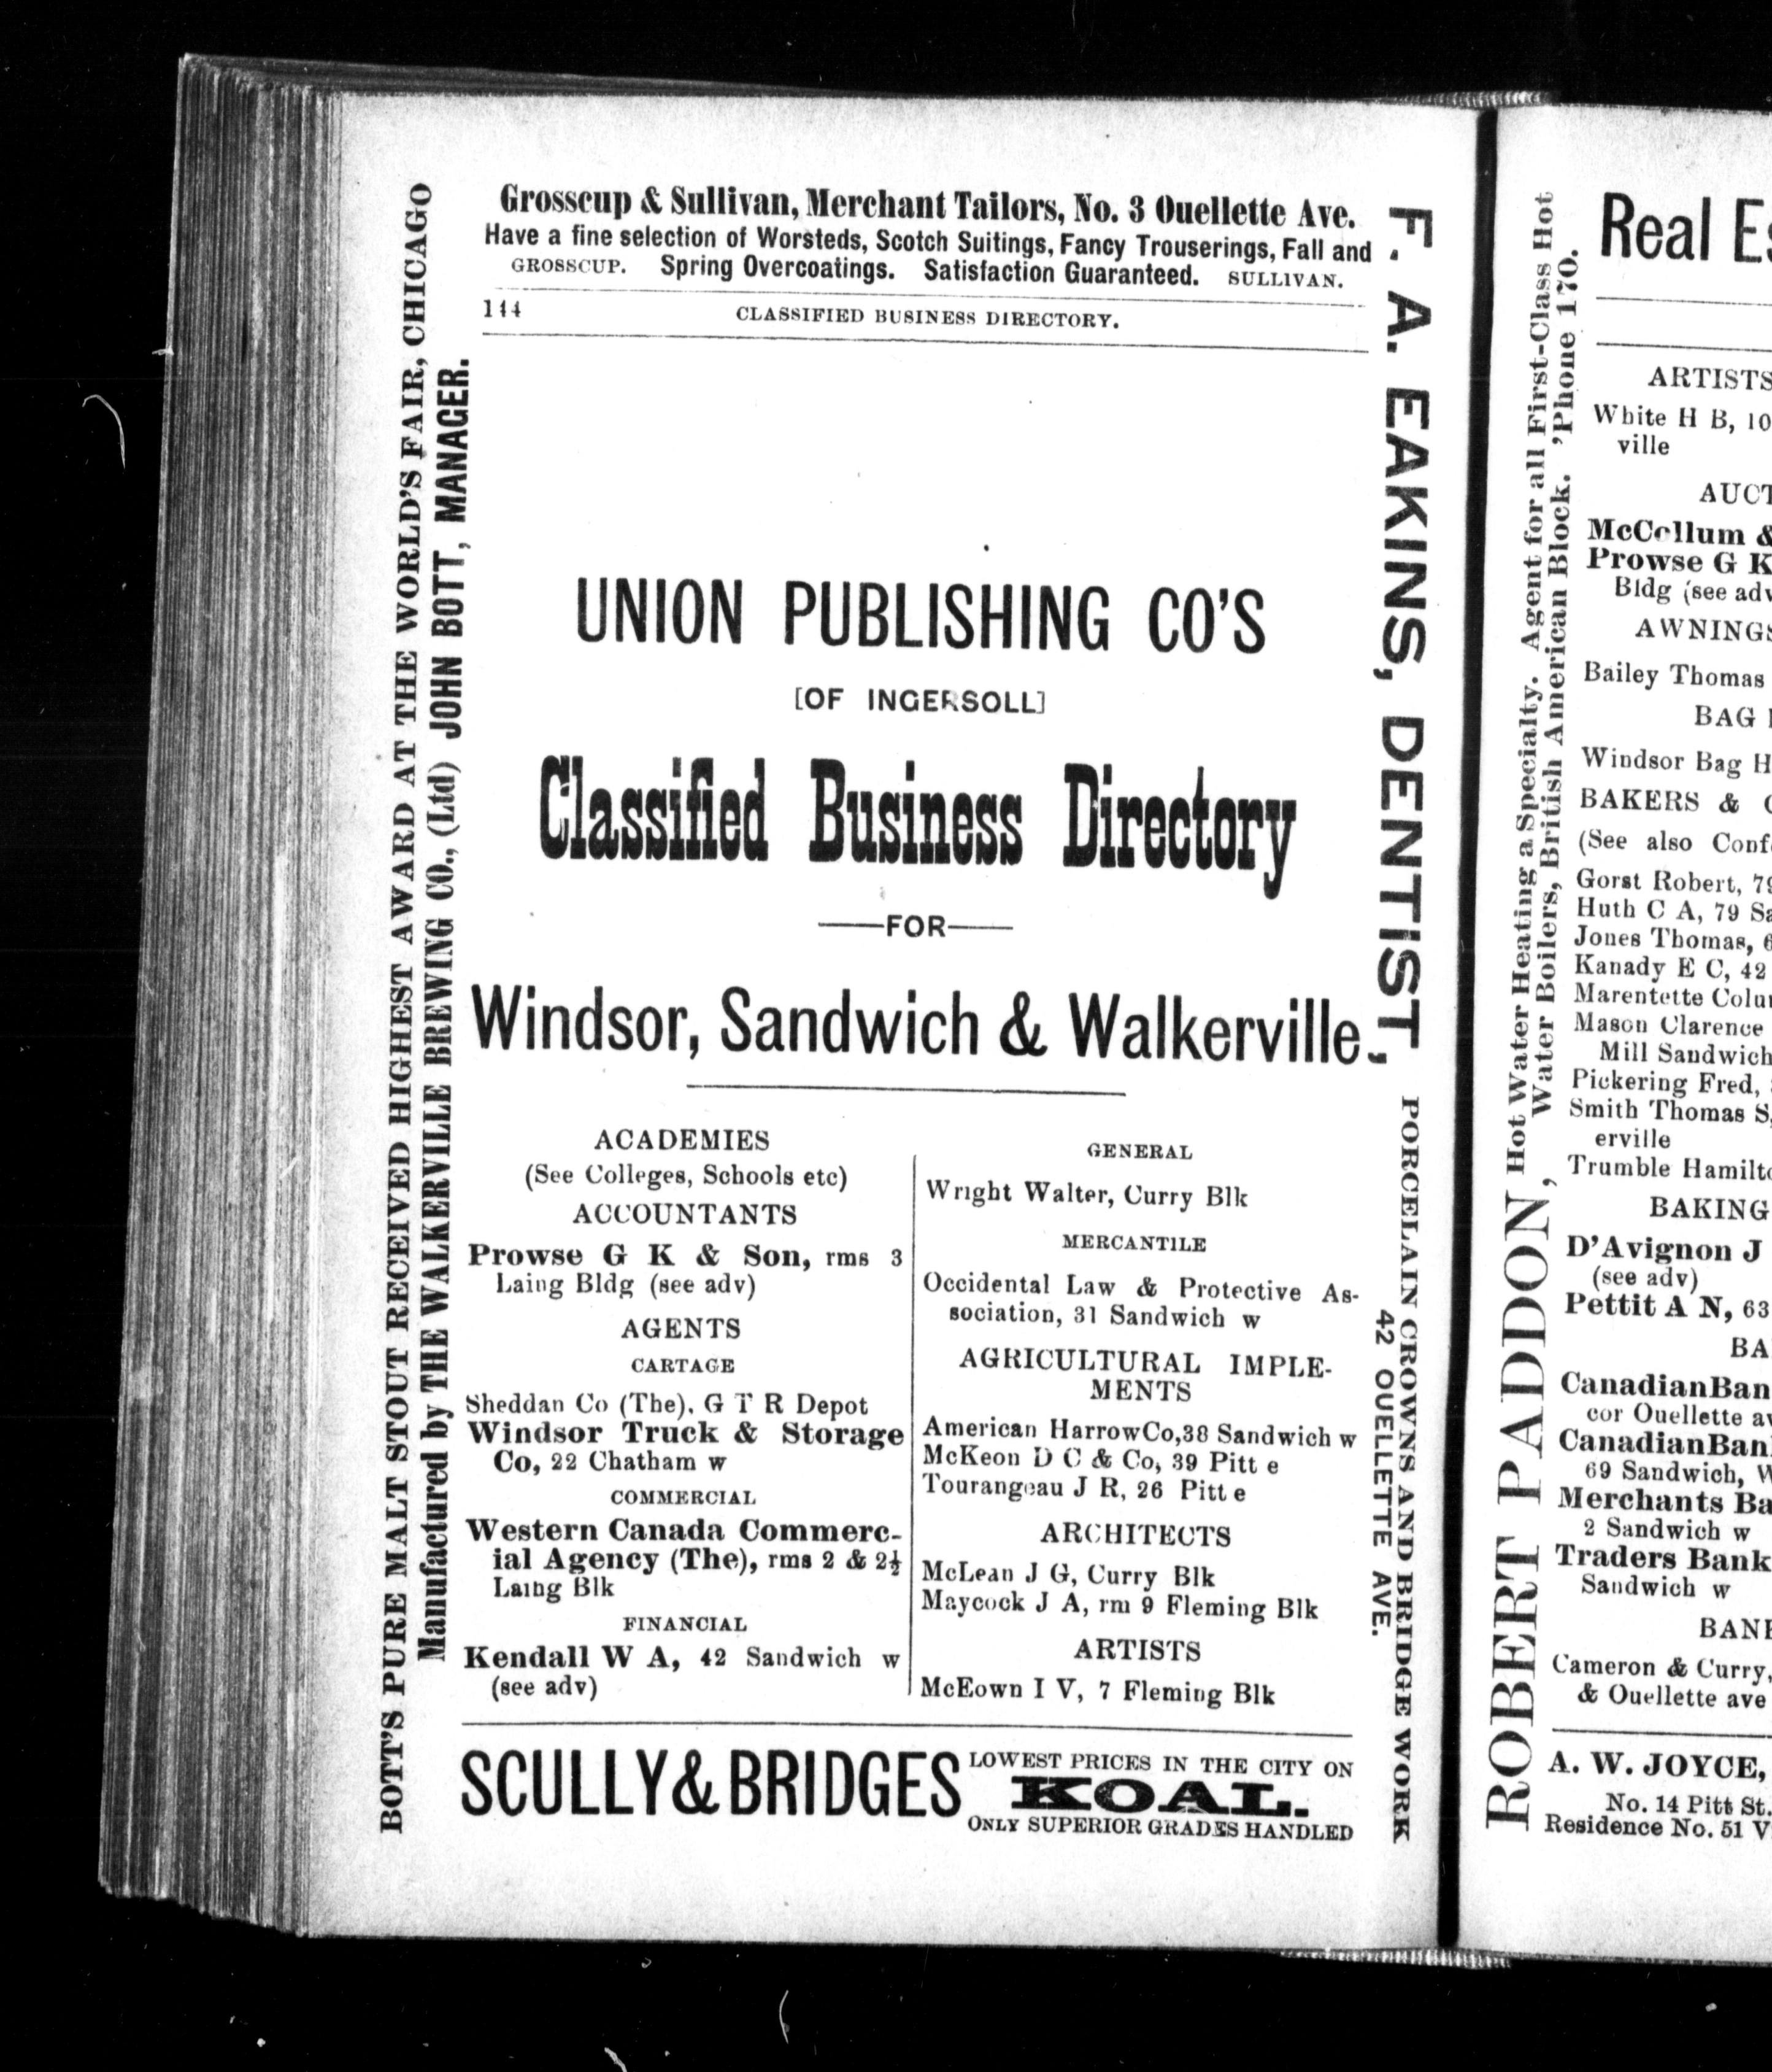 Grosscup & Sullivan, Merchant Tailors, No. 3 Ouellette Ave.
Have a fine selection of Worsteds, Scotch Suitings, Fancy Trouserings, Fall and
GROSSCUP. Spring Overcoatings. Satisfaction Guaranteed. SULLIVAN.
144 CLASSIFIED BUSINESS DIRECTORY.
BOTT'S PURE MALT STOUT RECEIVED HIGHEST AWARD AT THE WORLD'S FAIR, CHICAGO
Manufactured by THE WALKERVILLE BREWING CO., (Ltd) JOHN BOTT, MANAGER.
UNION PUBLISHING CO'S
[OF INGERSOLL]
Classified Business Directory
FOR
Windsor, Sandwich & Walkerville,
ACADEMIES
(See Colleges, Schools etc)
ACCOUNTANTS
Prowse G K & Son, rms 3
Laing Bldg (see adv)
AGENTS
CARTAGE
Sheddan Co (The), G T R Depot
Windsor Truck & Storage
Co, 22 Chatham w
COMMERCIAL
Western Canada Commerc-
ial Agency (The), rms 2 & 2½
Laing Blk
FINANCIAL
Kendall W A, 42 Sandwich w
(see adv)
GENERAL
Wright Walter, Curry Blk
MERCANTILE
Occidental Law & Protective As-
sociation, 31 Sandwich w
AGRICULTURAL IMPLE-
MENTS
American HarrowCo,38 Sandwich w
McKeon D C & Co, 39 Pitt e
Tourangeau J R, 26 Pitt e
ARCHITECTS
McLean J G, Curry Blk
Maycock J A, rm 9 Fleming Blk
ARTISTS
McEown I V, 7 Fleming Blk
F. A. EAKINS, DENTIST, PORCELAIN CROWNS AND BRIDGE WORK
42 OUELLETTE AVE.
SCULLY & BRIDGES
LOWEST PRICES IN THE CITY ON
KOAL.
ONLY SUPERIOR GRADES HANDLED
ROBERT PADDON, Hot Water Heating a Specialty. Agent for all First-Class Hot
Water Boilers, British American Block. 'Phone 170.
Real
ARTISTS
White H B, 10
ville
McCollum &
Prowse G K
Bldg (see adv
AWNINGS
Bailey Thomas
BAG
Windsor Bag
BAKERS &
(See also
Gorst Robert,
Huth C A, 79
Jones Thomas,
Kanady E C, 42
Marentette
Mason Clarence
Mill Sandwich
Pickering Fred,
Smith Thomas S,
erville
Trumble
BAKING
D'Avignon J
(see adv)
Pettit A N, 63
Canadian
cor Ouellette
Canadian
69 Sandwich,
Merchants
2 Sandwich w
Traders Bank
Sandwich w
Cameron & Curry,
& Ouellette ave
A. W. JOYCE,
No. 14 Pitt St.
Residence No. 51